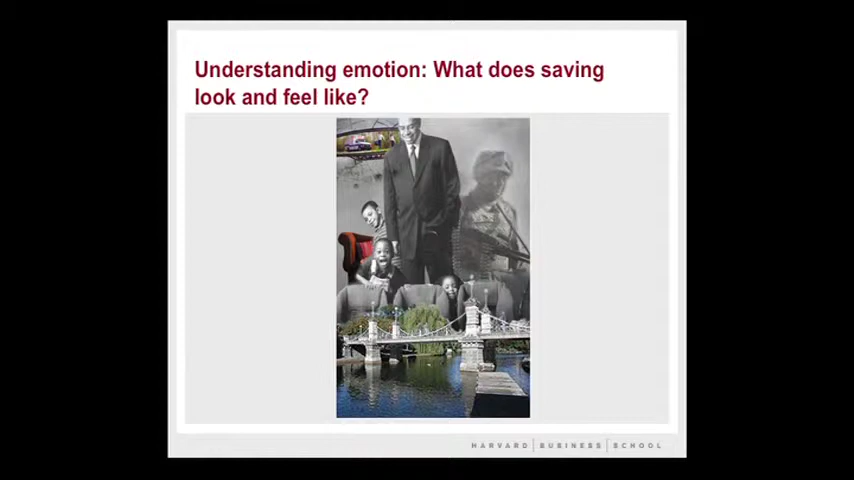 Understanding emotion: What does saving
look and feel like?
HARVARD BUSINESS SCHOOL